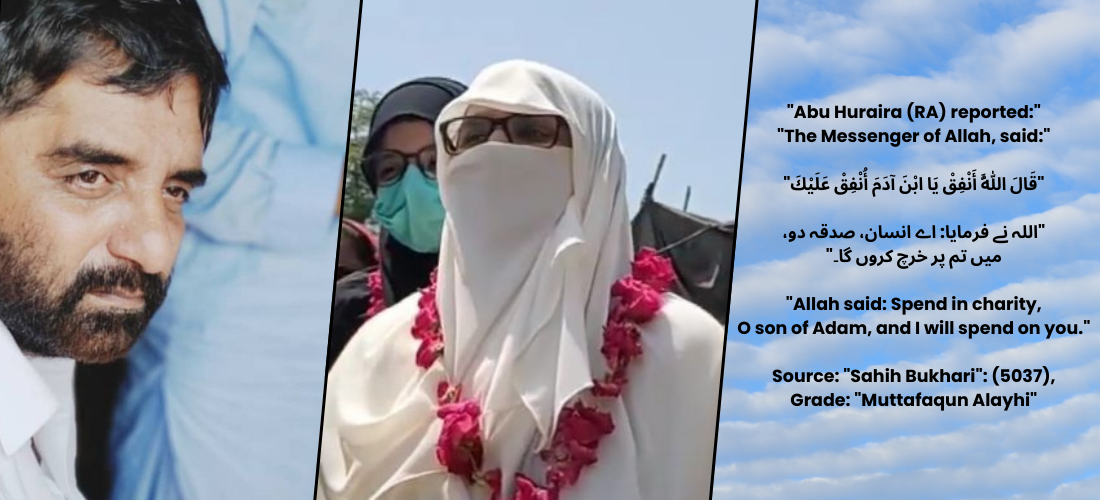 "Abu Huraira (RA) reported:"
"The Messenger of Allah, said:"
"قَالَ اللَّهُ أَنْفِقْ يَا ابْنَ آدَمَ أُنْفِقْ عَلَيْكَ"
"اللہ نے فرمایا: اے انسان، صدقہ دو،
میں تم پر خرچ کروں گا۔"
"Allah said: Spend in charity,
O son of Adam, and I will spend on you."
Source: "Sahih Bukhari": (5037),
Grade: "Muttafaqun Alayhi"